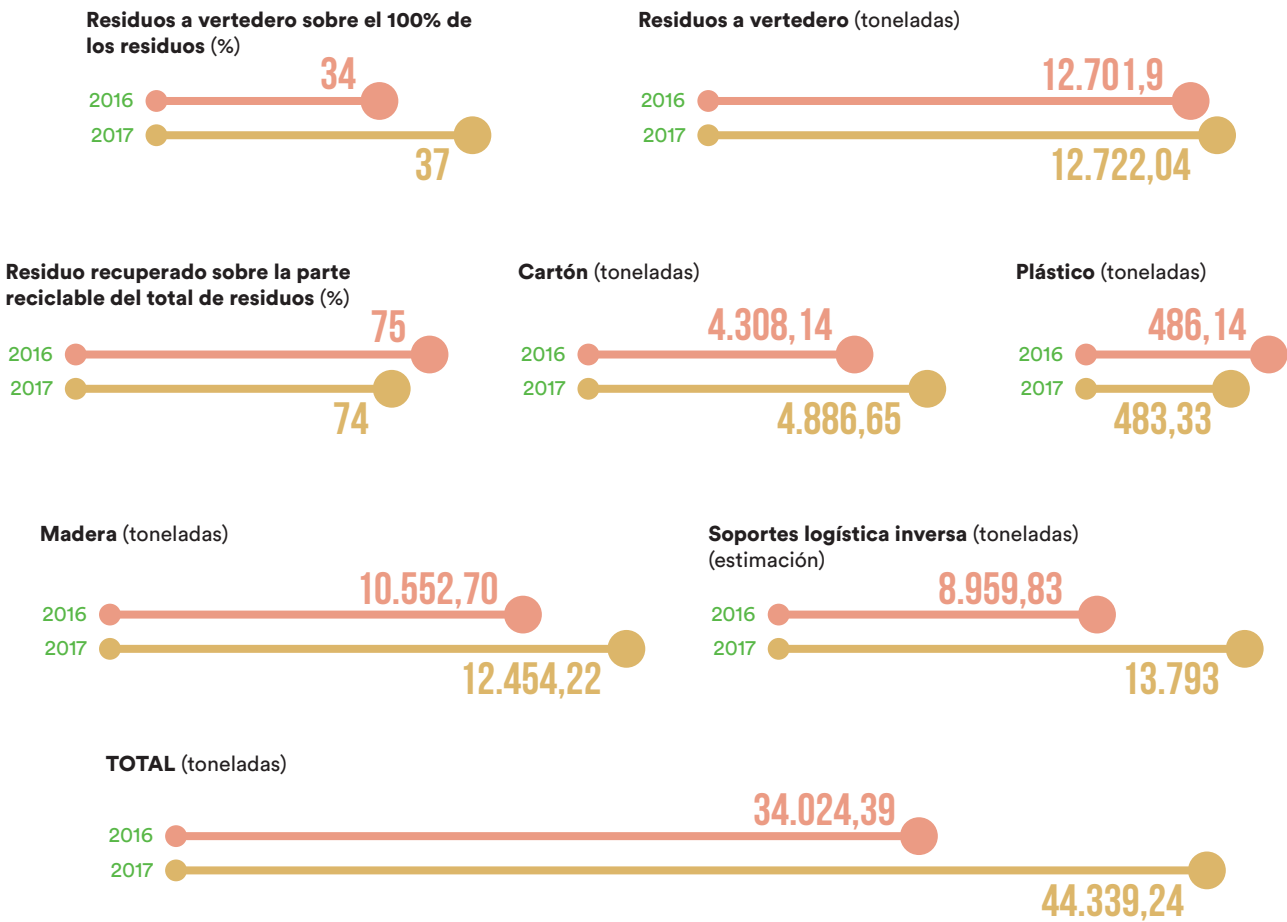 Residuos a vertedero sobre el 100% de
los residuos (%)
34
2016
2017
37
Residuos a vertedero (toneladas)
12.701,9
2016
2017
12.722,04
Residuo recuperado sobre la parte
reciclable del total de residuos (%)
75
2016
2017
74
Cartón (toneladas)
4.308,14
2016
2017
4.886,65
Plástico (toneladas)
486,14
2016
2017
483,33
Madera (toneladas)
10.552,70
2016
2017
12.454,22
Soportes logística inversa (toneladas)
(estimación)
8.959,83
2016
2017
13.793
TOTAL (toneladas)
34.024,39
2016
2017
44.339,24